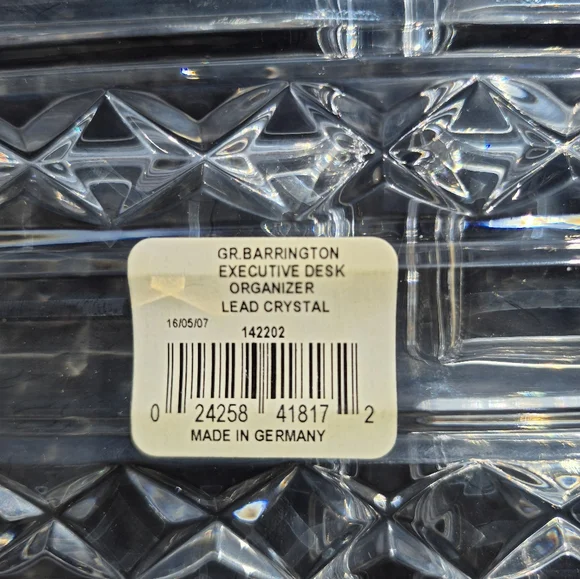 GR.BARRINGTON
EXECUTIVE DESK
ORGANIZER
LEAD CRYSTAL
16/05/07
142202
0 24258 41817 2
MADE IN GERMANY